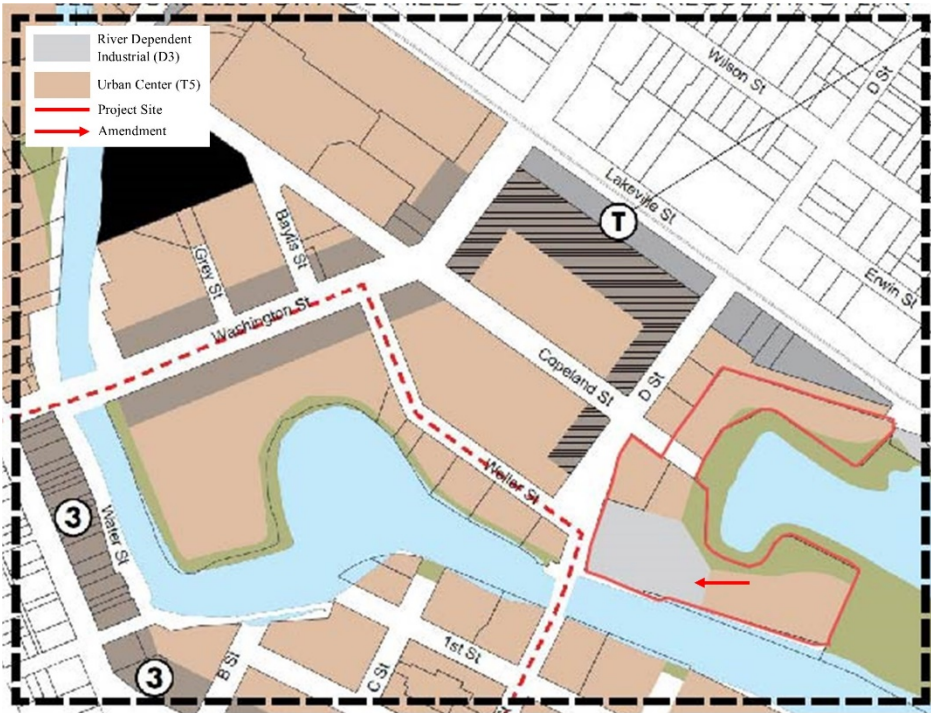 River Dependent
Industrial (D3)
Urban Center (T5)
Project Site
Amendment
Wilson St
D St
Lakeville St
T
Erwin St
Baylis St
Grey St
Washington St
Copeland St
D St
Weller St
3
Water St
1st St
B St
C St
3